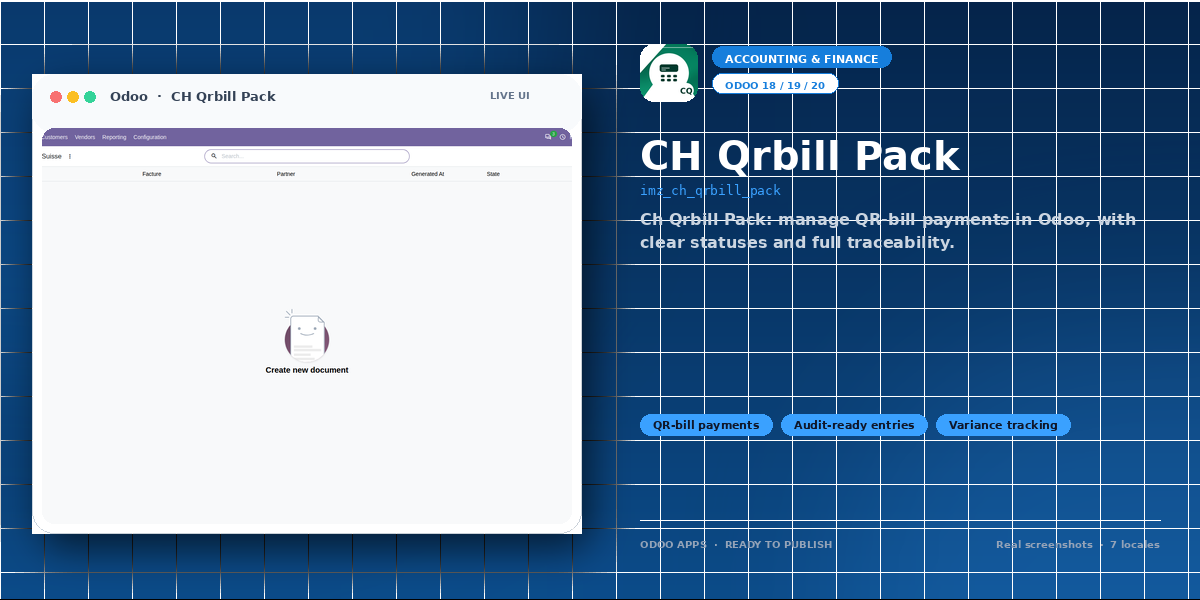 Odoo · CH Qrbill Pack
LIVE UI
Customers Vendors Reporting Configuration
Suisse
Search...
Facture Partner Generated At State
Create new document
CQ
ACCOUNTING & FINANCE
ODOO 18 / 19 / 20
CH Qrbill Pack
imz_ch_qrbill_pack
Ch Qrbill Pack: manage QR-bill payments in Odoo, with
clear statuses and full traceability.
QR-bill payments Audit-ready entries Variance tracking
ODOO APPS · READY TO PUBLISH
Real screenshots · 7 locales